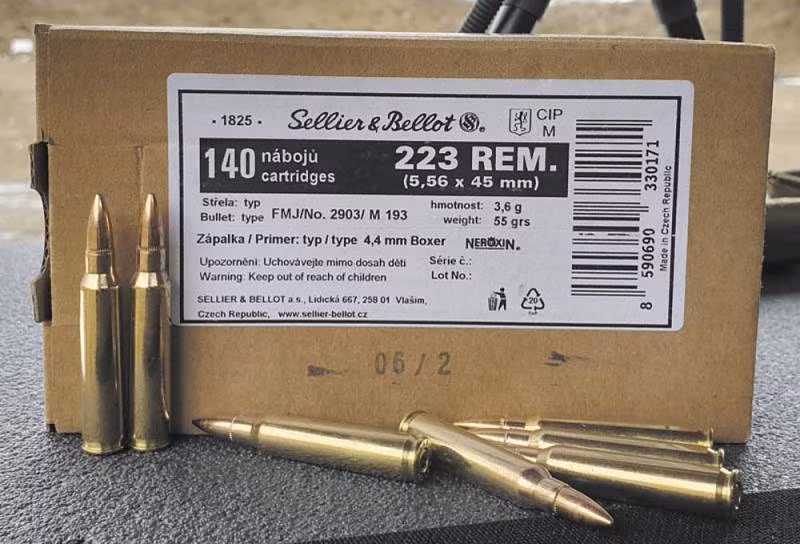 · 1825 ·
Sellier & Bellot SB®
CIP
M
140 nábojů
cartridges
223 REM.
(5,56 x 45 mm)
Střela: typ
Bullet: type FMJ/No. 2903/ M 193
hmotnost: 3,6 g
weight: 55 grs
Zápalka / Primer: typ / type 4,4 mm Boxer
NEROXIN®
Upozornění: Uchovávejte mimo dosah dětí
Warning: Keep out of reach of children
Série č.:
Lot No.:
SELLIER & BELLOT a.s., Lidická 667, 258 01 Vlašim,
Czech Republic, www.sellier-bellot.cz
20
8 590690 330171
Made in Czech Republic
06 / 2